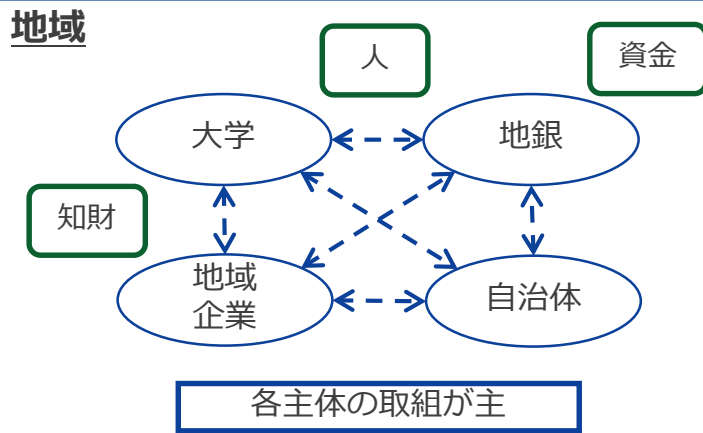 地域
人
資金
大学
地銀
知財
地域
企業
自治体
各主体の取組が主